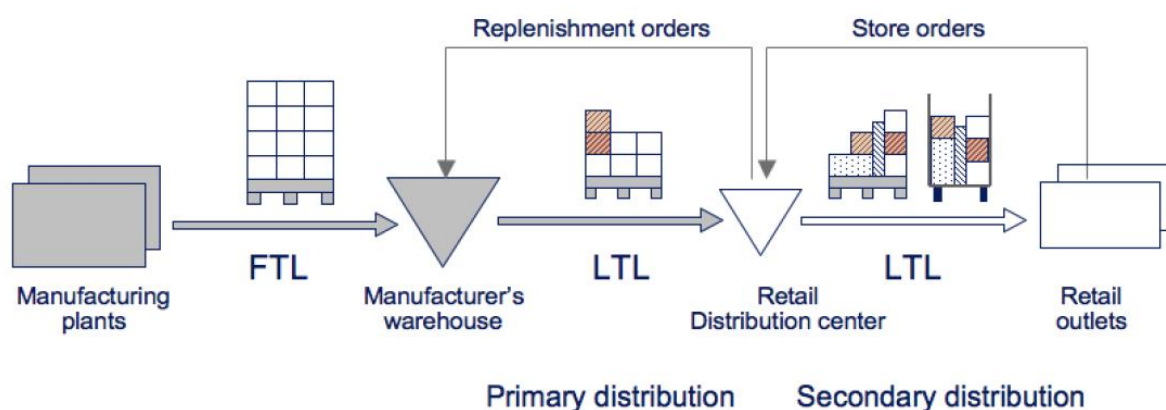 Replenishment orders
Store orders
FTL
LTL
LTL
Manufacturing
plants
Manufacturer's
warehouse
Retail
Distribution center
Retail
outlets
Primary distribution
Secondary distribution